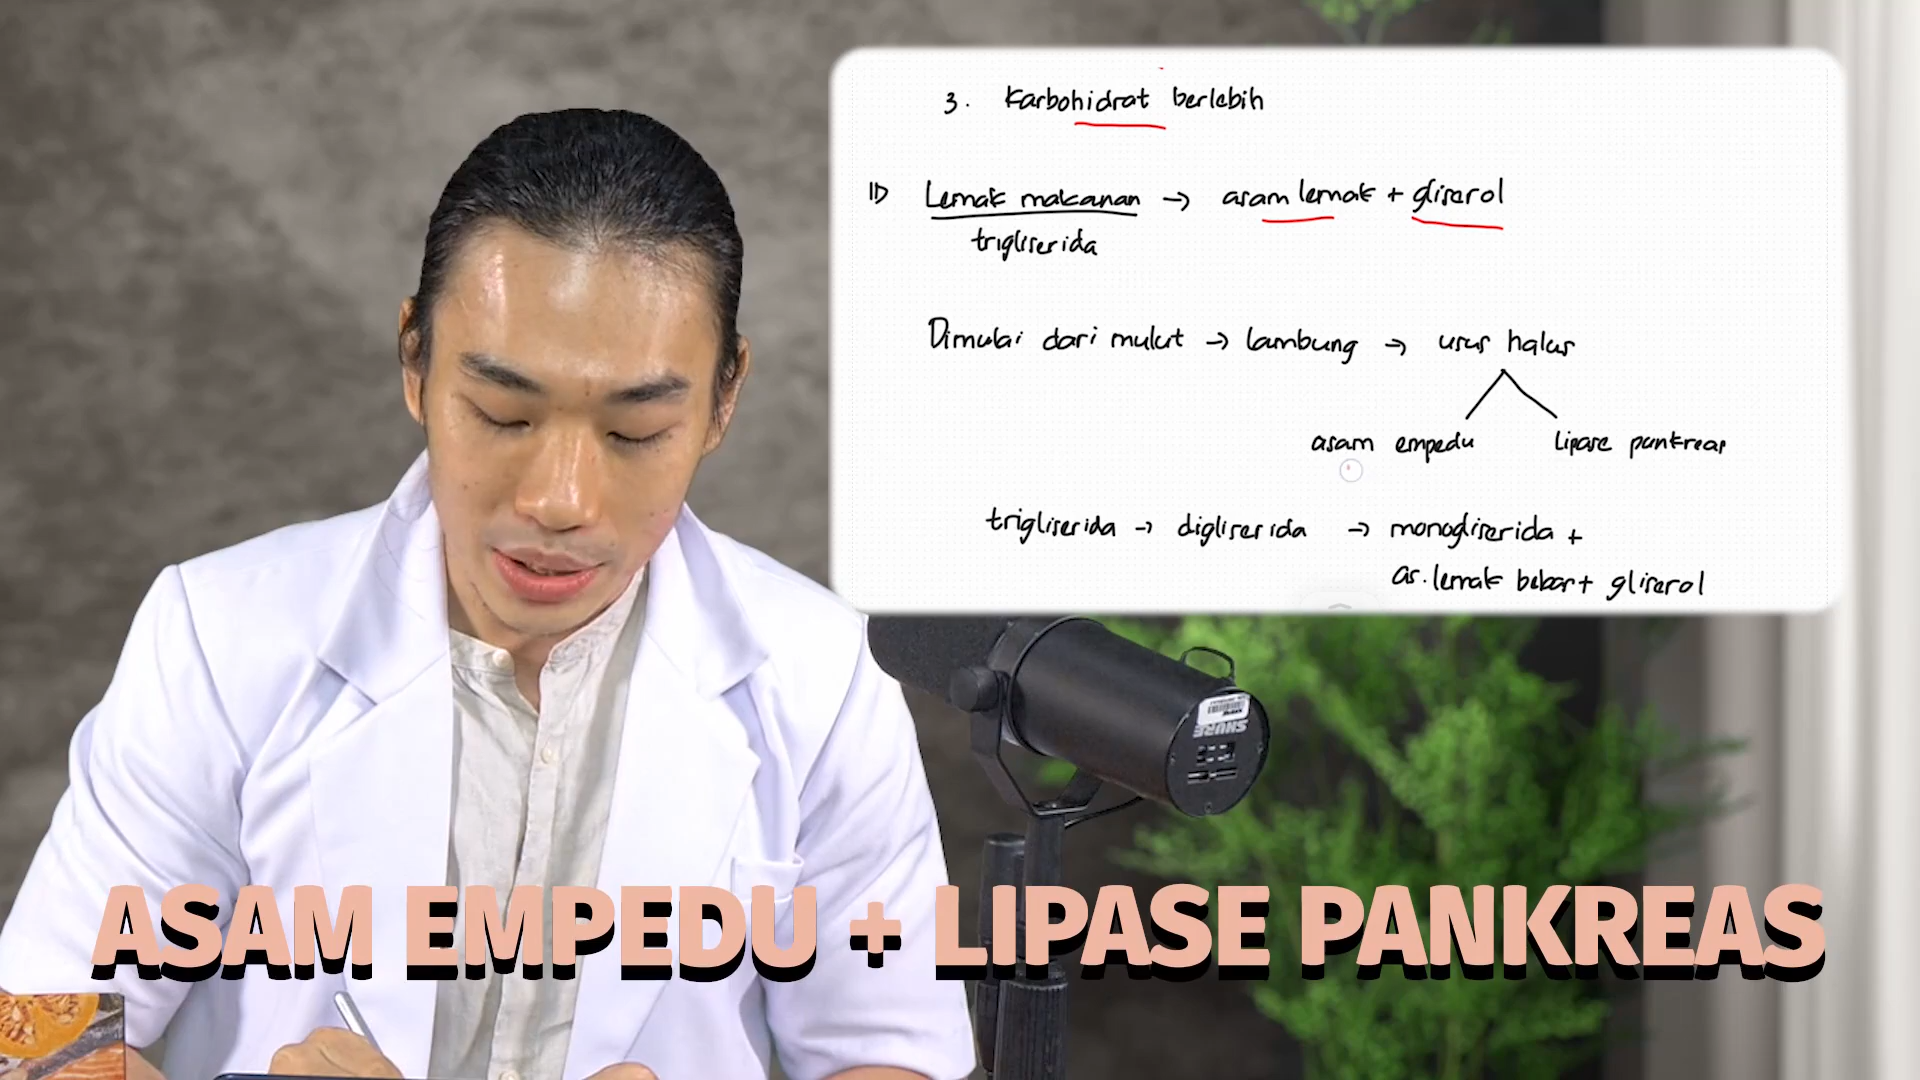 3. Karbohidrat berlebih
1) Lemak makanan → asam lemak + gliserol
trigliserida
Dimulai dari mulut → lambung → usus halus
asam empedu lipase pankreas
trigliserida → digliserida → monogliserida +
as. lemak bebas + gliserol
SHURE
ASAM EMPEDU + LIPASE PANKREAS